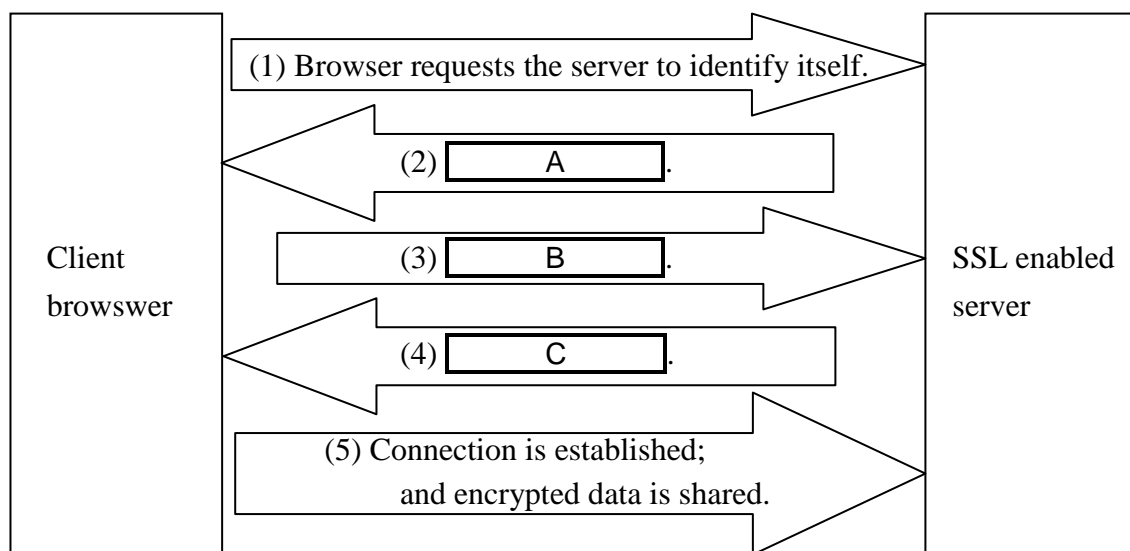 (1) Browser requests the server to identify itself.
(2) A.
Client
browswer
(3) B.
SSL enabled
server
(4) C.
(5) Connection is established;
and encrypted data is shared.